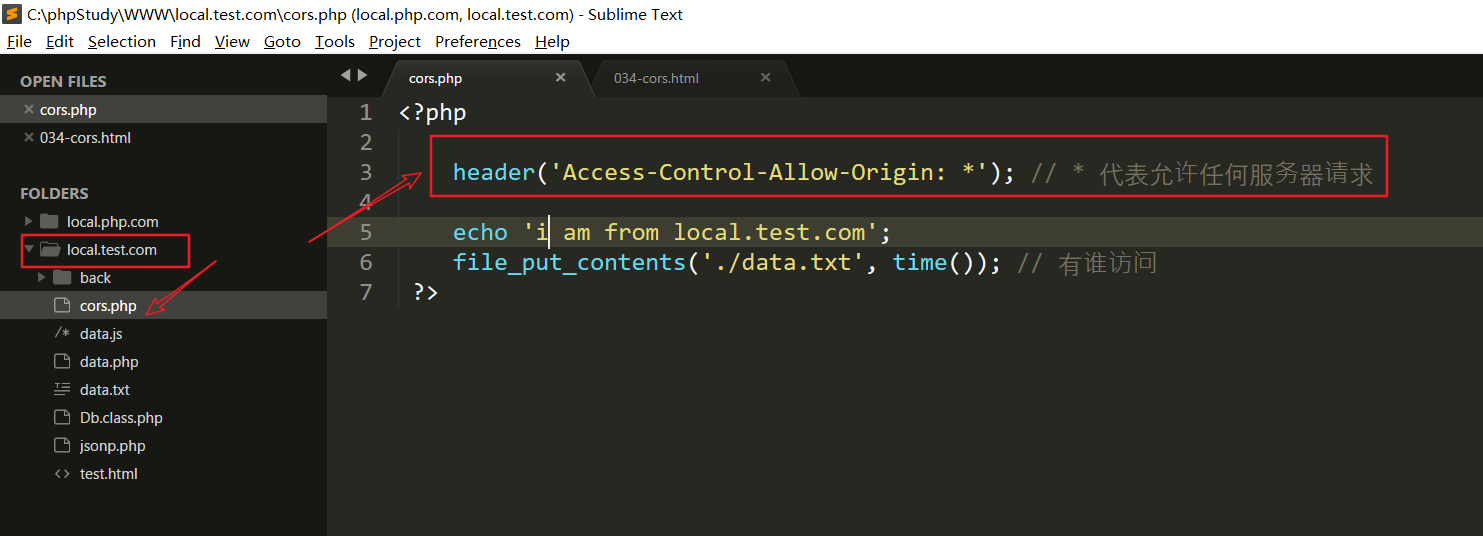 C:\phpStudy\WWW\local.test.com\cors.php (local.php.com, local.test.com) - Sublime Text
File Edit Selection Find View Goto Tools Project Preferences Help
OPEN FILES
cors.php
034-cors.html
FOLDERS
local.php.com
local.test.com
back
cors.php
data.js
data.php
data.txt
Db.class.php
jsonp.php
test.html
cors.php 034-cors.html
1 <?php
2
3 header('Access-Control-Allow-Origin: *'); // * 代表允许任何服务器请求
4
5 echo 'i am from local.test.com';
6 file_put_contents('./data.txt', time()); // 有谁访问
7 ?>